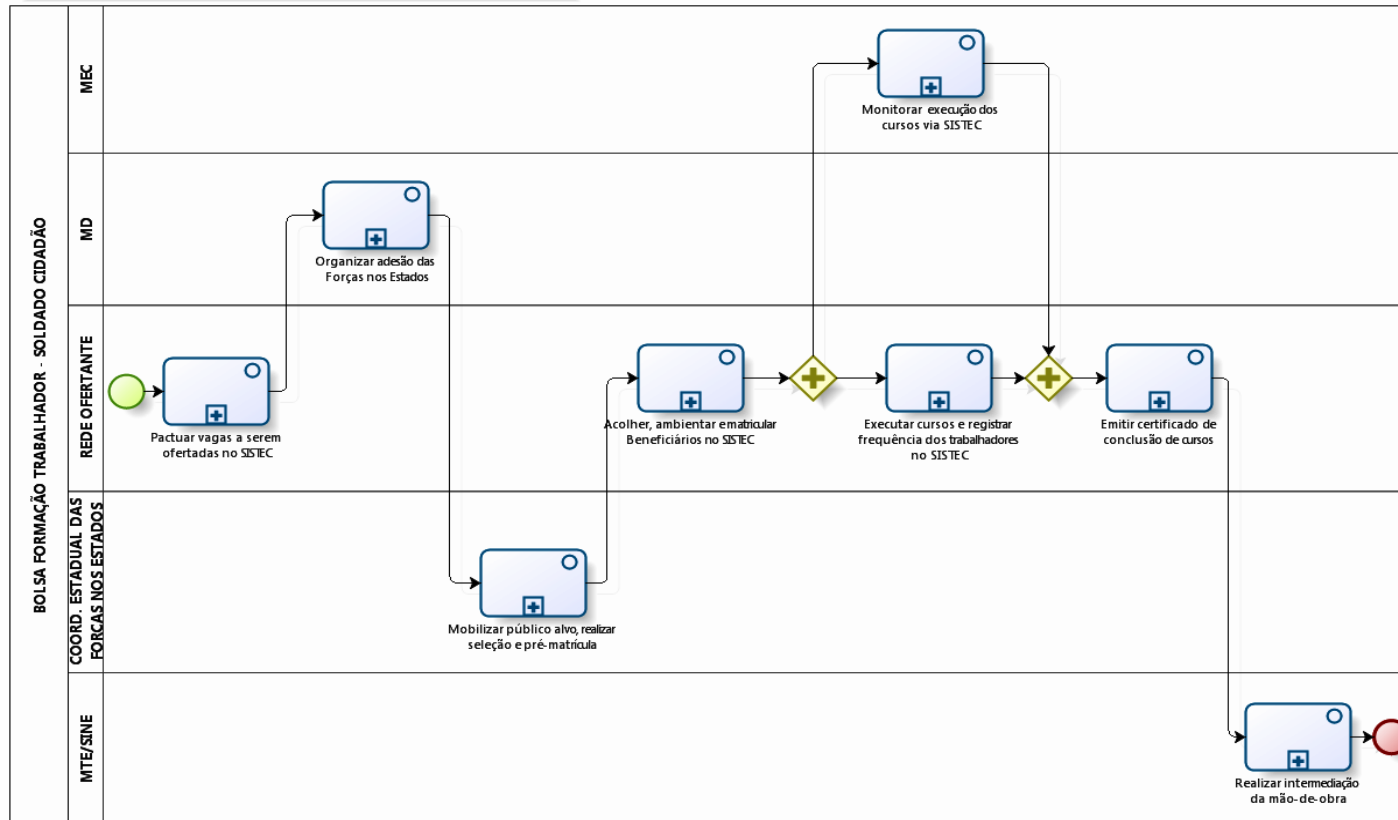 BOLSA FORMAÇÃO TRABALHADOR - SOLDADO CIDADÃO
MEC
Monitorar execução dos
cursos via SISTEC
MD
Organizar adesão das
Forças nos Estados
REDE OFERTANTE
Pactuar vagas a serem
ofertadas no SISTEC
Acolher, ambientar e matricular
Beneficiários no SISTEC
Executar cursos e registrar
frequência dos trabalhadores
no SISTEC
Emitir certificado de
conclusão de cursos
COORD. ESTADUAL DAS
FORCAS NOS ESTADOS
Mobilizar público alvo, realizar
seleção e pré-matrícula
MTE/SINE
Realizar intermediação
da mão-de-obra